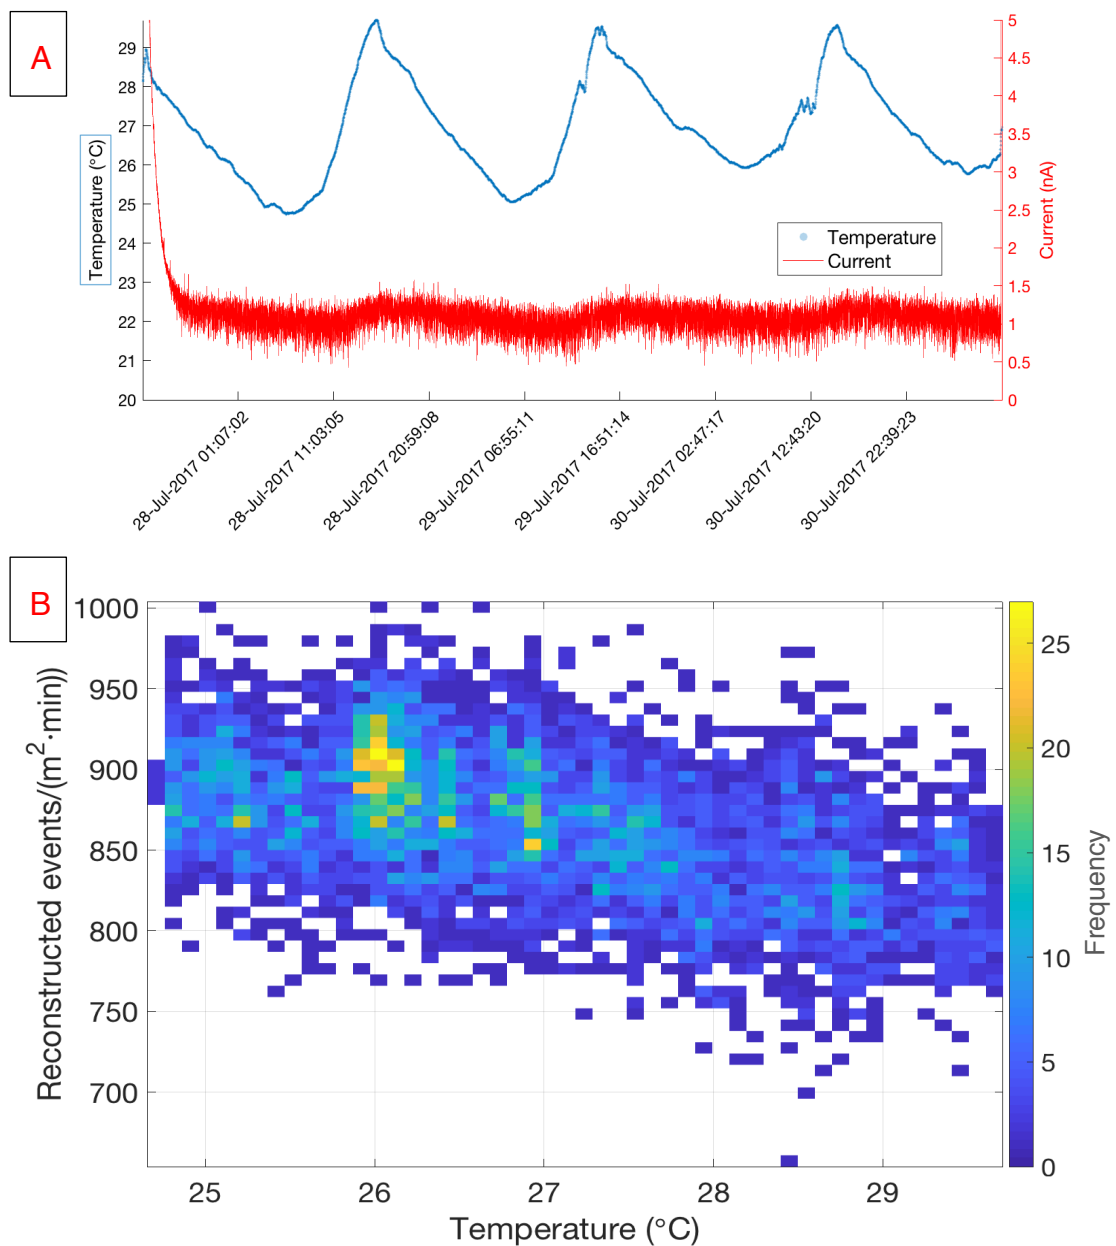 A
29
28
27
26
25
24
23
22
21
20
Temperature (°C)
5
4.5
4
3.5
3
2.5
2
1.5
1
0.5
0
Current (nA)
Temperature
Current
28-Jul-2017 01:07:02
28-Jul-2017 11:03:05
28-Jul-2017 20:59:08
29-Jul-2017 06:55:11
29-Jul-2017 16:51:14
30-Jul-2017 02:47:17
30-Jul-2017 12:43:20
30-Jul-2017 22:39:23
B
1000
950
900
850
800
750
700
Reconstructed events/(m²·min))
25
20
15
10
5
0
Frequency
25 26 27 28 29
Temperature (°C)